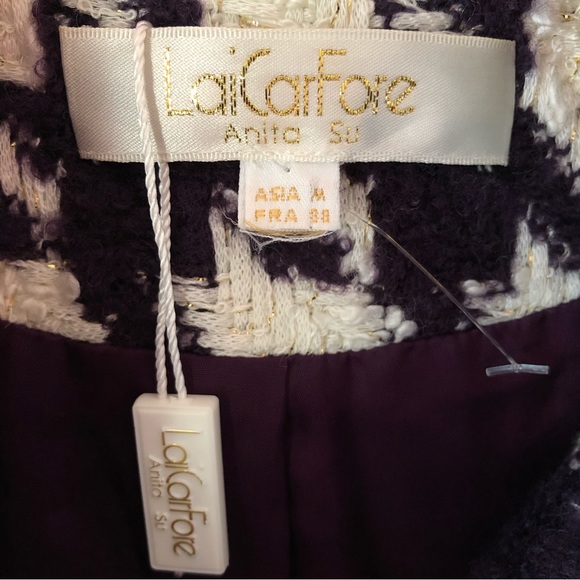 LaiCarFore
Anita Su
ASIA M
FRA 38
LaiCarFore
Anita Su